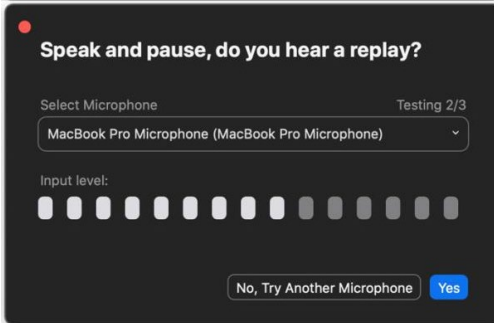 Speak and pause, do you hear a replay?
Select Microphone Testing 2/3
MacBook Pro Microphone (MacBook Pro Microphone)
Input level:
No, Try Another Microphone Yes